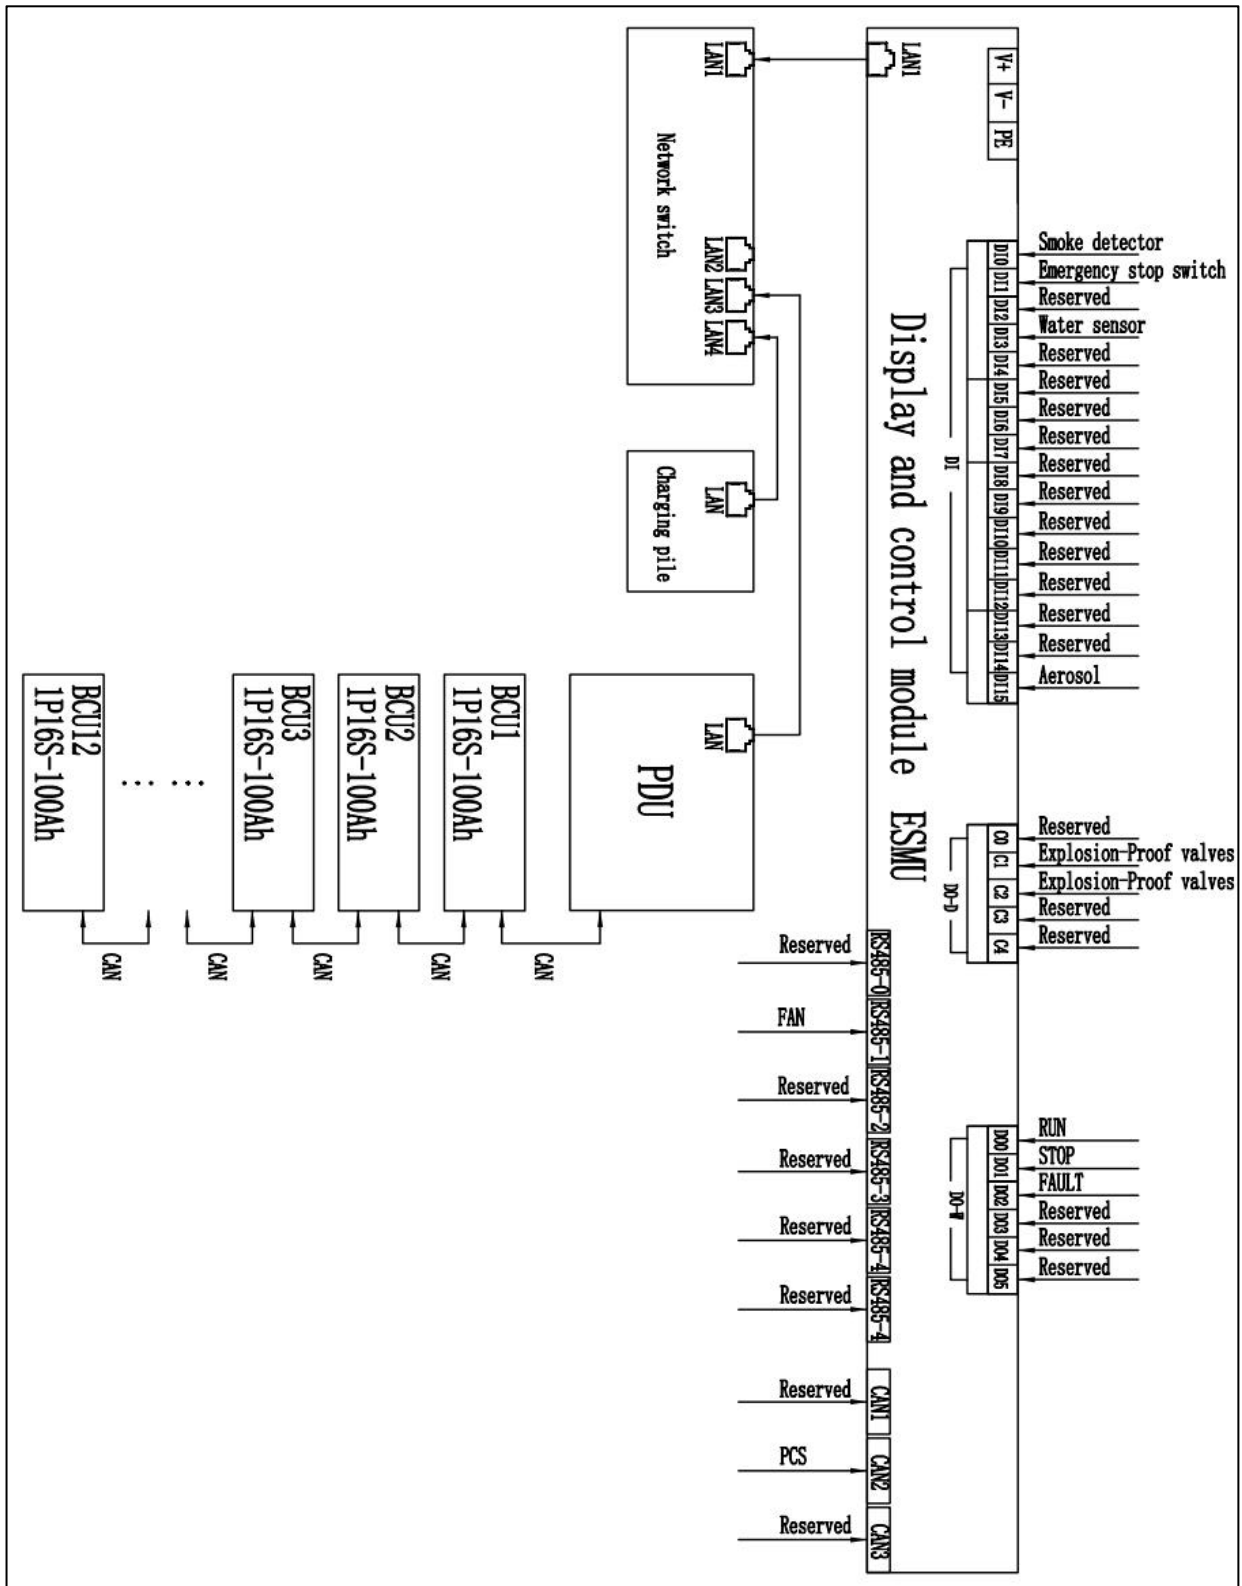 LAN1
Network switch
LAN2
LAN3
LAN4
LAN
Charging pile
LAN
PDU
BCU1
1P16S-100Ah
BCU2
1P16S-100Ah
BCU3
1P16S-100Ah
BCU12
1P16S-100Ah
CAN
CAN
CAN
CAN
CAN
LAN1
Display and control module ESMU
V+
V-
PE
DI
DI0
Smoke detector
DI1
Emergency stop switch
DI2
Reserved
DI3
Water sensor
DI4
Reserved
DI5
Reserved
DI6
Reserved
DI7
Reserved
DI8
Reserved
DI9
Reserved
DI10
Reserved
DI11
Reserved
DI12
Reserved
DI13
Reserved
DI14
Reserved
DI15
Aerosol
DO-D
C0
Reserved
C1
Explosion-Proof valves
C2
Explosion-Proof valves
C3
Reserved
C4
Reserved
DO-W
DO0
RUN
DO1
STOP
DO2
FAULT
DO3
Reserved
DO4
Reserved
DO5
Reserved
Reserved
RS485-0
FAN
RS485-1
Reserved
RS485-2
Reserved
RS485-3
Reserved
RS485-4
Reserved
RS485-4
Reserved
CAN1
PCS
CAN2
Reserved
CAN3